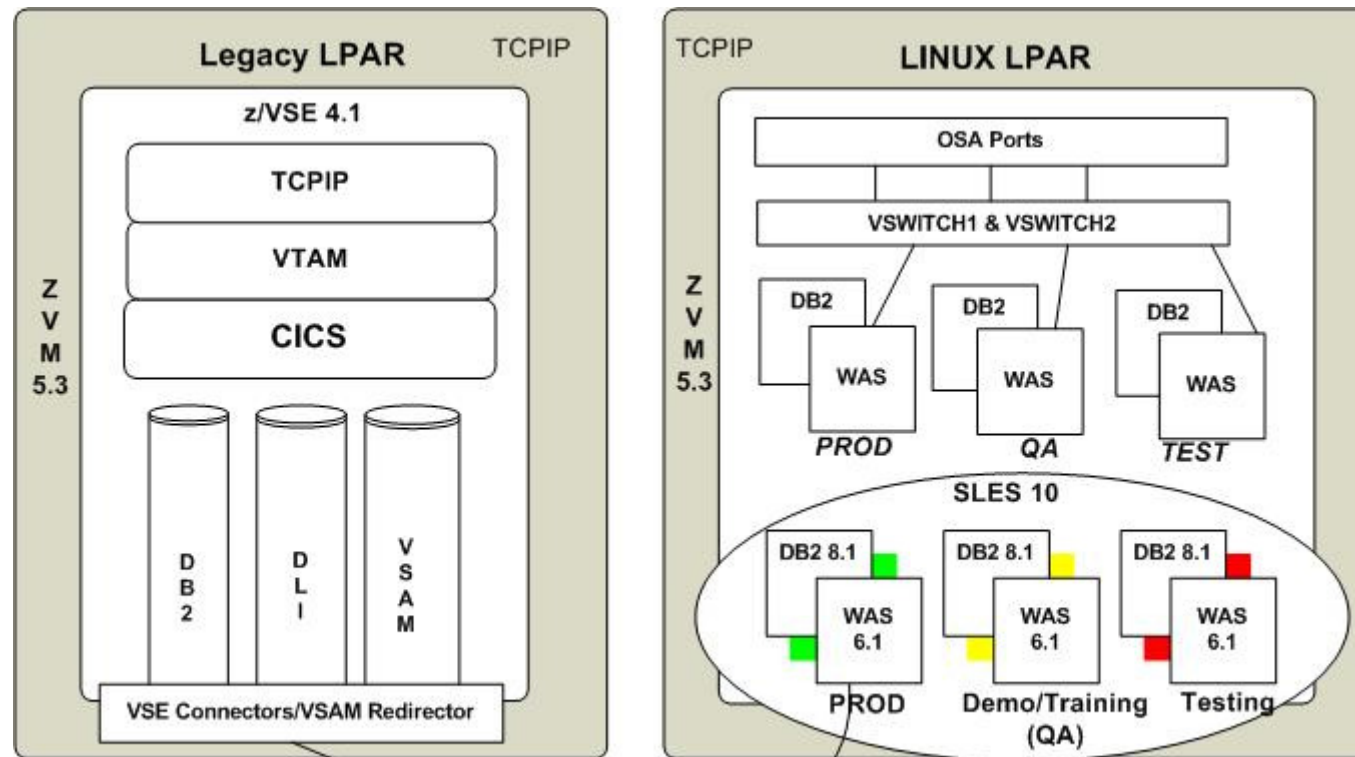 Legacy LPAR
TCPIP
z/VSE 4.1
TCPIP
VTAM
CICS
Z
V
M
5.3
D
B
2
D
L
I
V
S
A
M
VSE Connectors/VSAM Redirector
TCPIP
LINUX LPAR
OSA Ports
VSWITCH1 & VSWITCH2
Z
V
M
5.3
DB2
WAS
PROD
DB2
WAS
QA
DB2
WAS
TEST
SLES 10
DB2 8.1
WAS
6.1
PROD
DB2 8.1
WAS
6.1
Demo/Training
(QA)
DB2 8.1
WAS
6.1
Testing